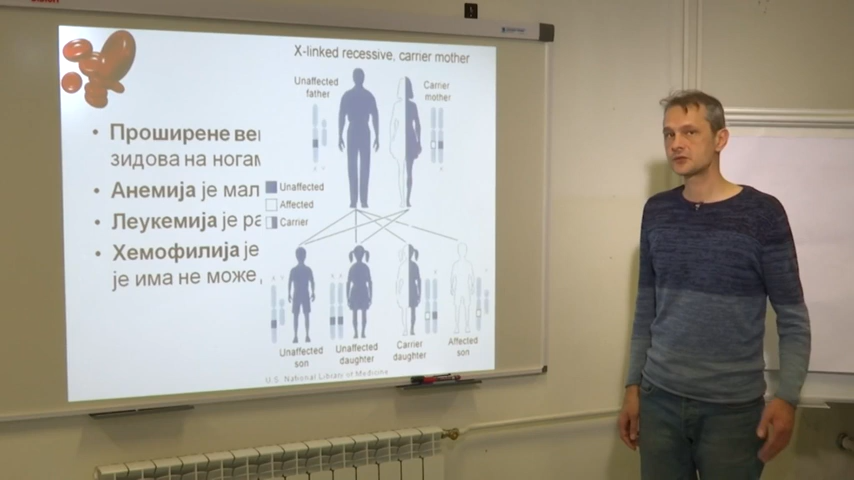 X-linked recessive, carrier mother
Unaffected
father
Carrier
mother
• Проширене
зидова на ногам
• Анемија је мал
• Леукемија је ра
• Хемофилија је
је има не може,
Unaffected
Affected
Carrier
Unaffected
son
Unaffected
daughter
Carrier
daughter
Affected
son
U.S. National Library of Medicine